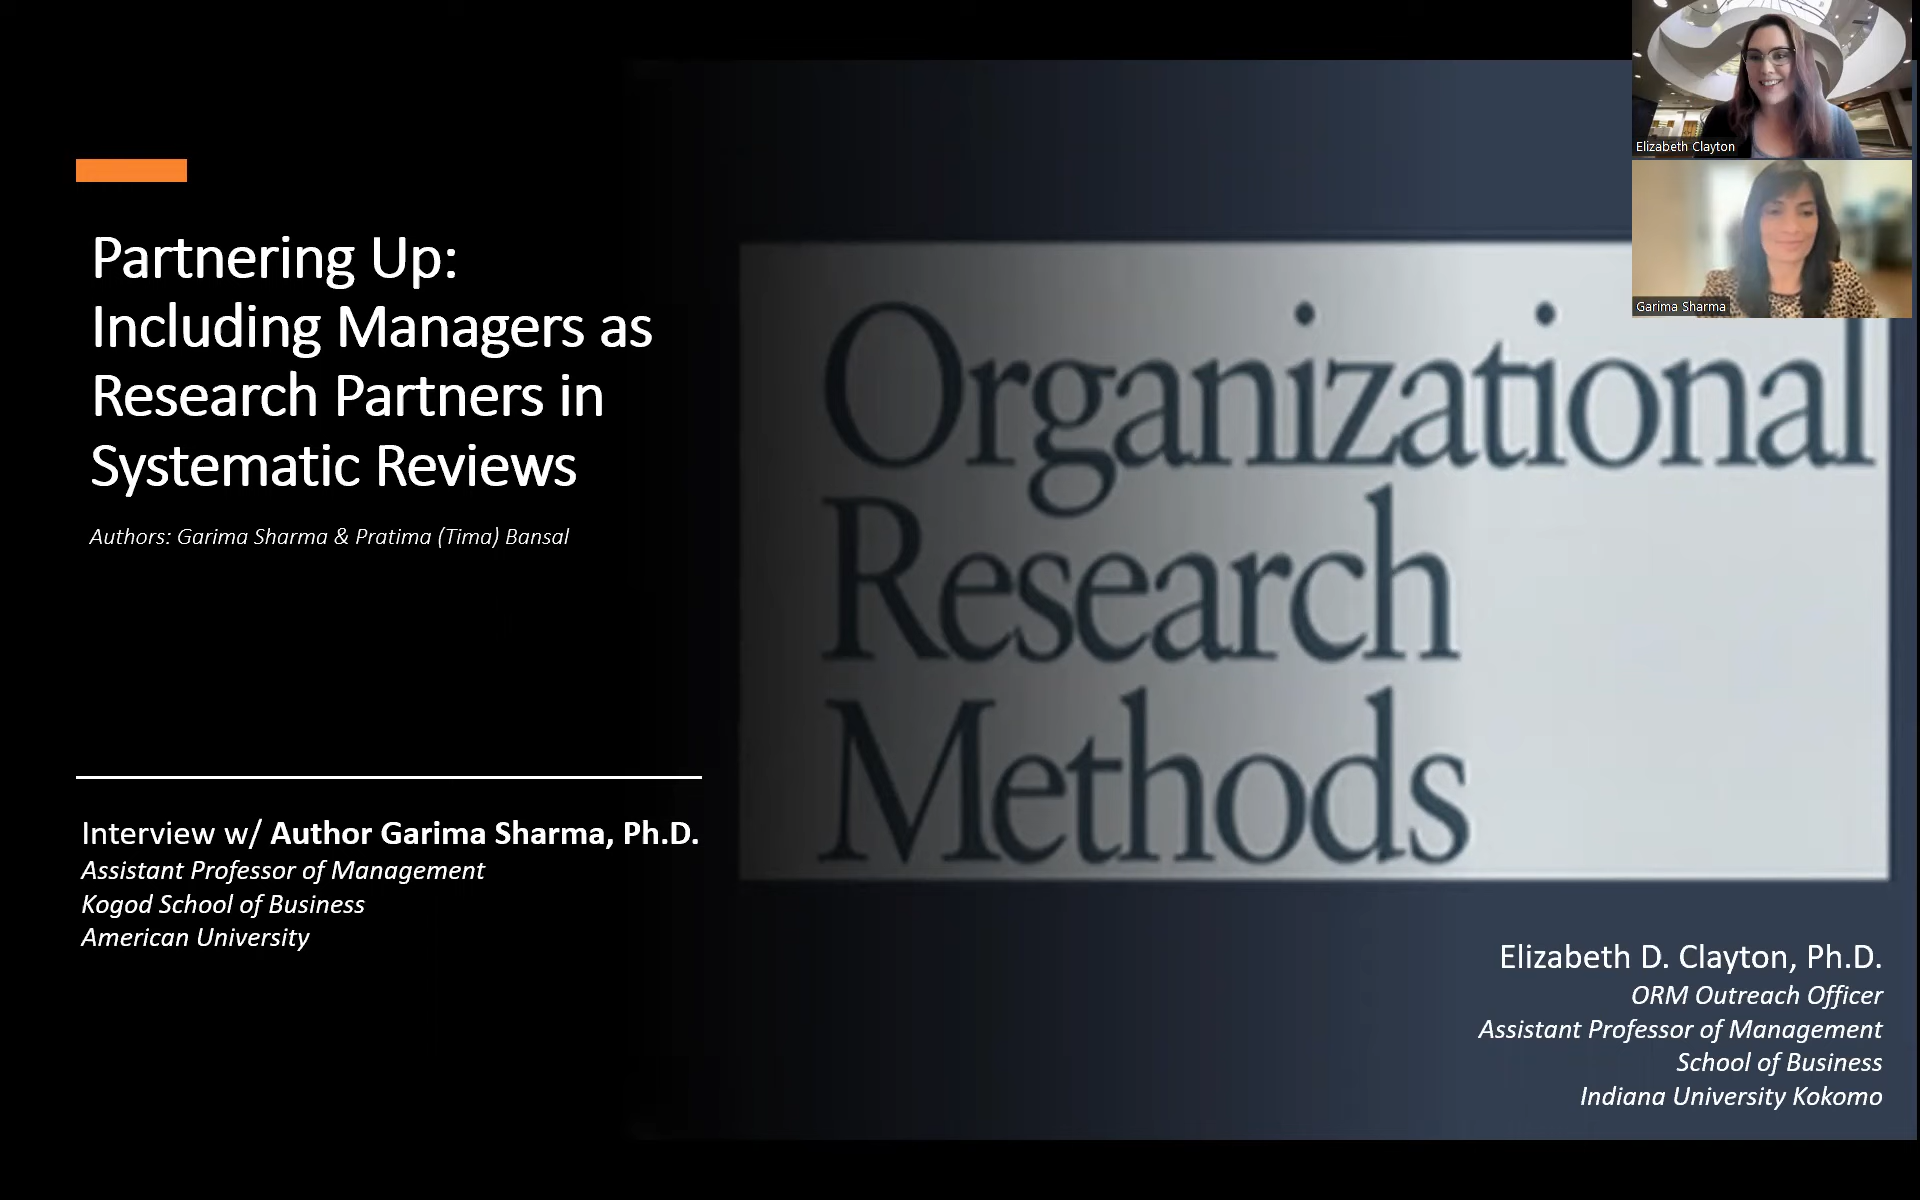 Partnering Up:
Including Managers as
Research Partners in
Systematic Reviews
Authors: Garima Sharma & Pratima (Tima) Bansal
Interview w/ Author Garima Sharma, Ph.D.
Assistant Professor of Management
Kogod School of Business
American University
Organizational
Research
Methods
Elizabeth Clayton
Garima Sharma
Elizabeth D. Clayton, Ph.D.
ORM Outreach Officer
Assistant Professor of Management
School of Business
Indiana University Kokomo